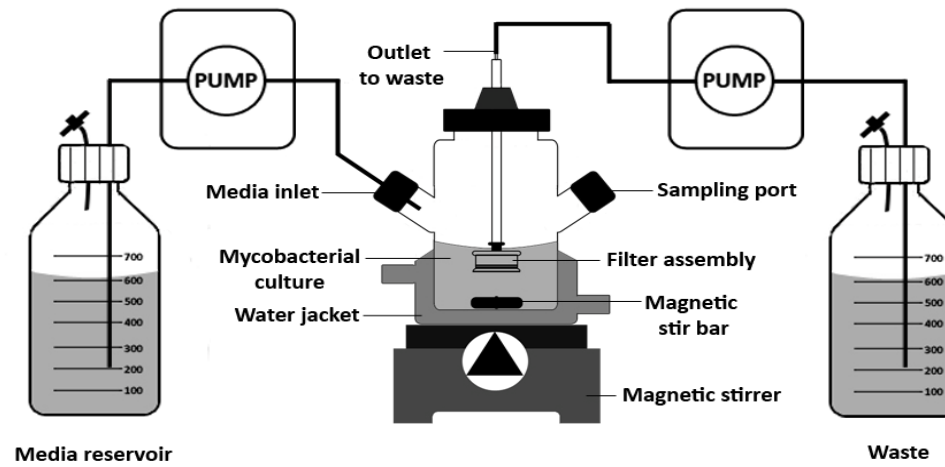 PUMP
Outlet
to waste
PUMP
Media inlet
Sampling port
Mycobacterial
culture
Filter assembly
Water jacket
Magnetic
stir bar
Magnetic stirrer
700
600
500
400
300
200
100
700
600
500
400
300
200
100
Media reservoir
Waste